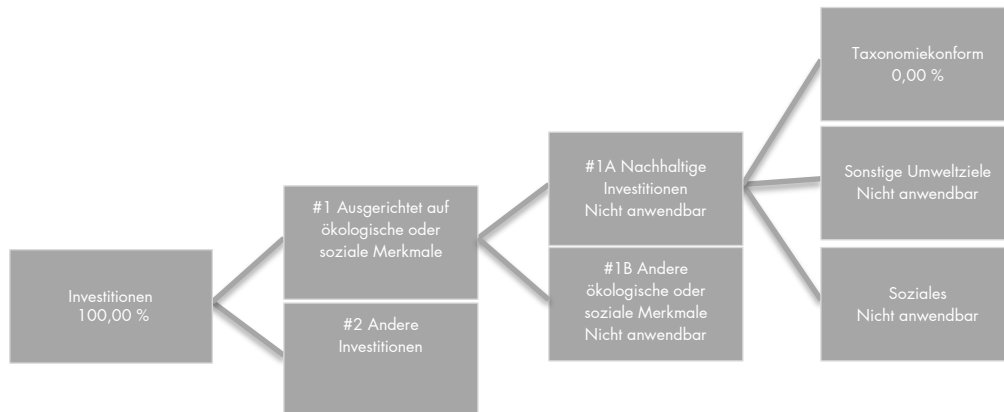 Investitionen
100,00 %
#1 Ausgerichtet auf
ökologische oder
soziale Merkmale
#2 Andere
Investitionen
#1A Nachhaltige
Investitionen
Nicht anwendbar
#1B Andere
ökologische oder
soziale Merkmale
Nicht anwendbar
Taxonomiekonform
0,00 %
Sonstige Umweltziele
Nicht anwendbar
Soziales
Nicht anwendbar